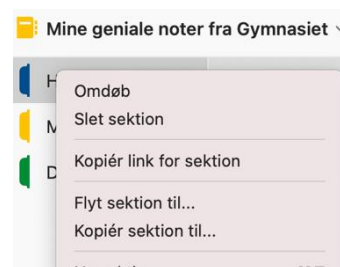 Mine geniale noter fra Gymnasiet
H
M
D
Omdøb
Slet sektion
Kopiér link for sektion
Flyt sektion til...
Kopiér sektion til...